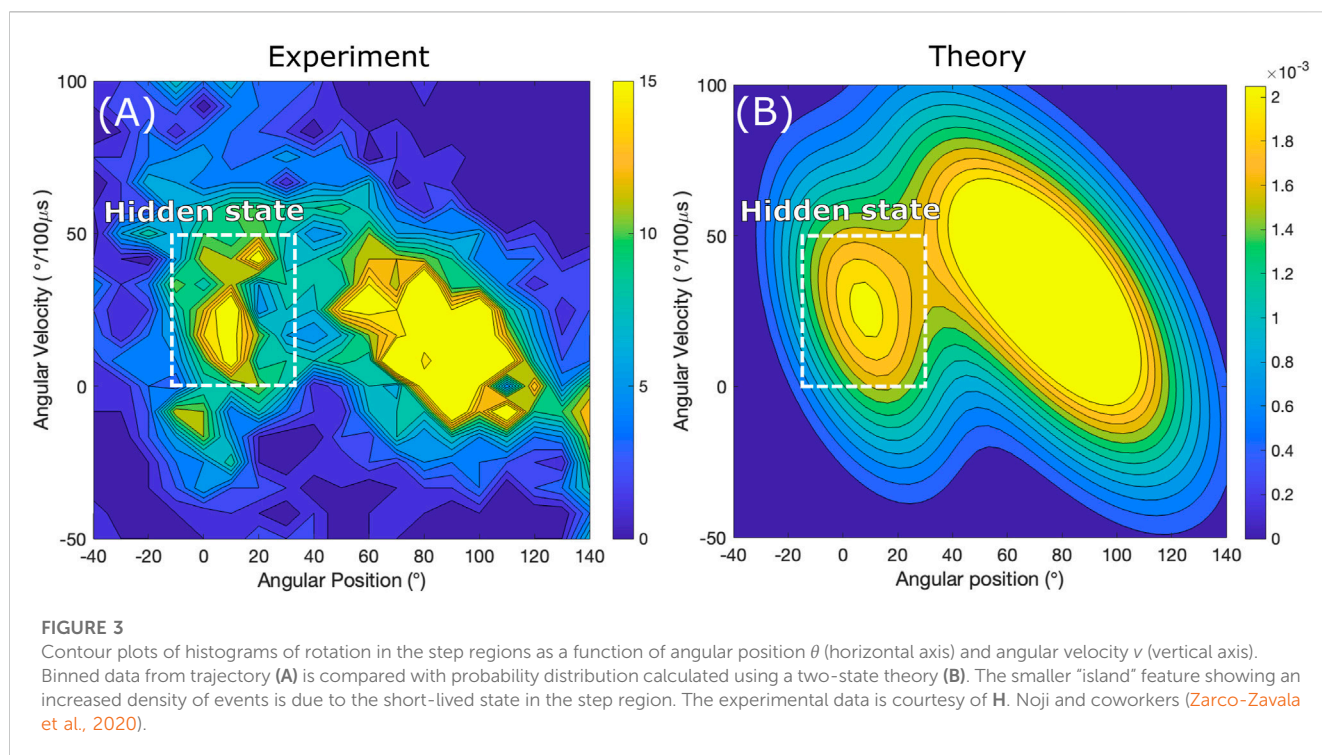 Experiment
Theory
(A)
Hidden state
100
50
0
-50
-40 -20 0 20 40 60 80 100 120 140
Angular Velocity ( °/100μs)
Angular Position (°)
15
10
5
0
(B)
Hidden state
100
50
0
-50
-40 -20 0 20 40 60 80 100 120 140
Angular Velocity ( °/100μs)
Angular position (°)
×10⁻³
2
1.8
1.6
1.4
1.2
1
0.8
0.6
0.4
0.2
0
FIGURE 3
Contour plots of histograms of rotation in the step regions as a function of angular position θ (horizontal axis) and angular velocity v (vertical axis).
Binned data from trajectory (A) is compared with probability distribution calculated using a two-state theory (B). The smaller “island” feature showing an
increased density of events is due to the short-lived state in the step region. The experimental data is courtesy of H. Noji and coworkers (Zarco-Zavala
et al., 2020).